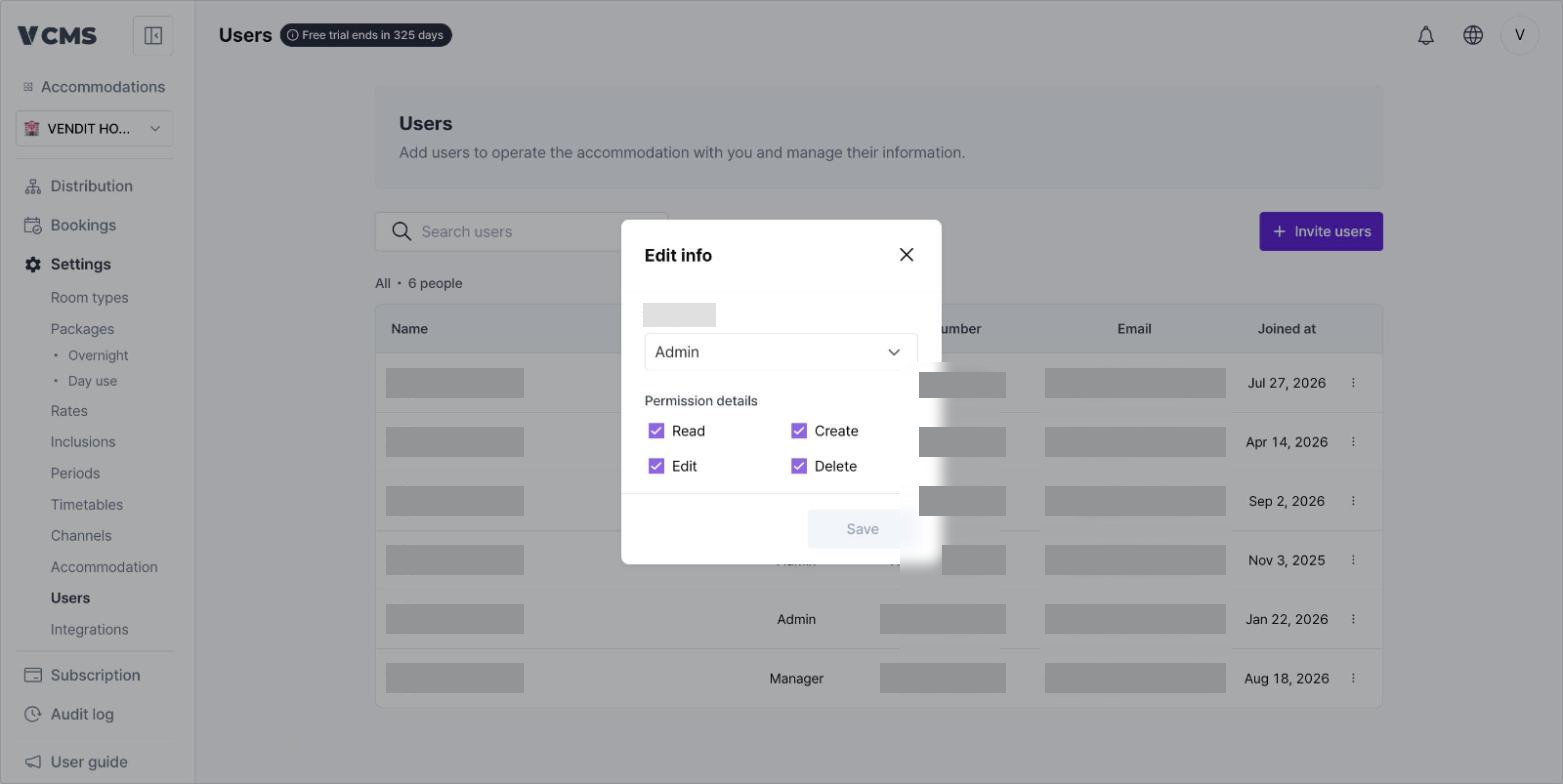 VCMS
Users
Free trial ends in 325 days
V
Accommodations
VENDIT HO...
Distribution
Bookings
Settings
Room types
Packages
• Overnight
• Day use
Rates
Inclusions
Periods
Timetables
Channels
Accommodation
Users
Integrations
Subscription
Audit log
User guide
Users
Add users to operate the accommodation with you and manage their information.
Search users
+ Invite users
All • 6 people
Name Email Joined at
Jul 27, 2026
Apr 14, 2026
Sep 2, 2026
Nov 3, 2025
Admin Jan 22, 2026
Manager Aug 18, 2026
Edit info
Admin
Permission details
Read Create
Edit Delete
Save